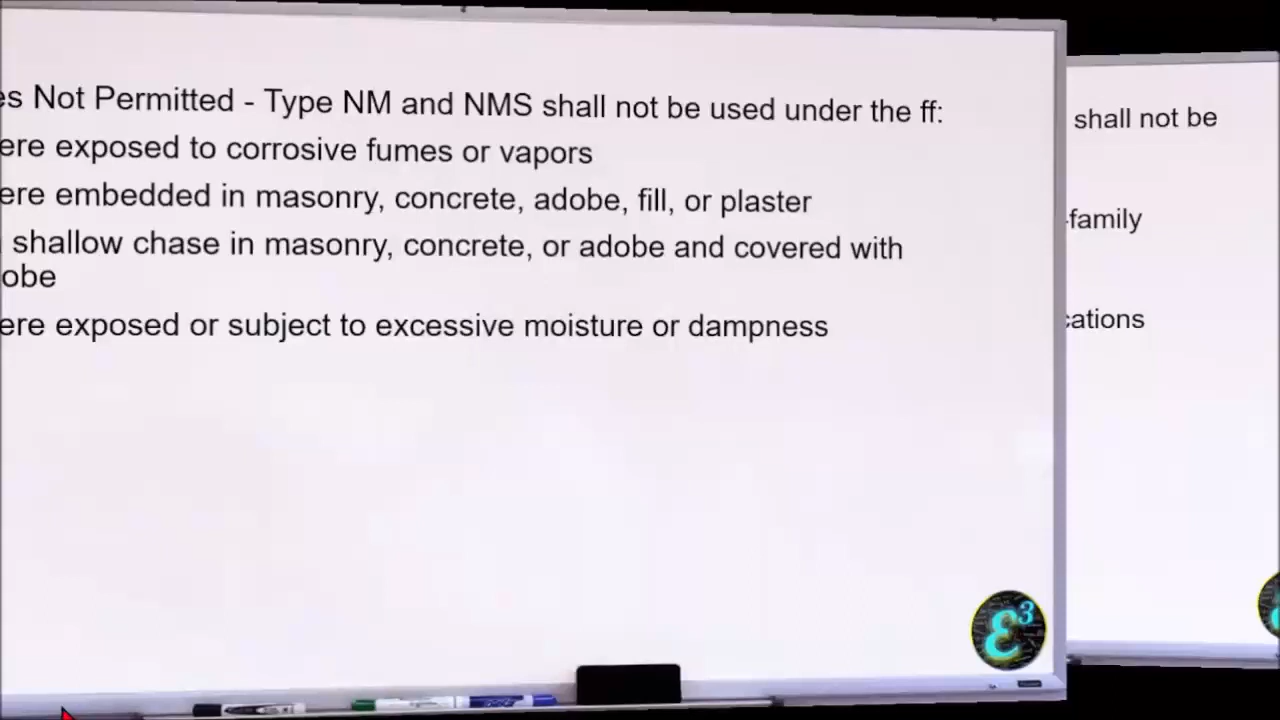 es Not Permitted - Type NM and NMS shall not be used under the ff:
ere exposed to corrosive fumes or vapors
ere embedded in masonry, concrete, adobe, fill, or plaster
shallow chase in masonry, concrete, or adobe and covered with
obe
ere exposed or subject to excessive moisture or dampness
shall not be
-family
cations
ε3